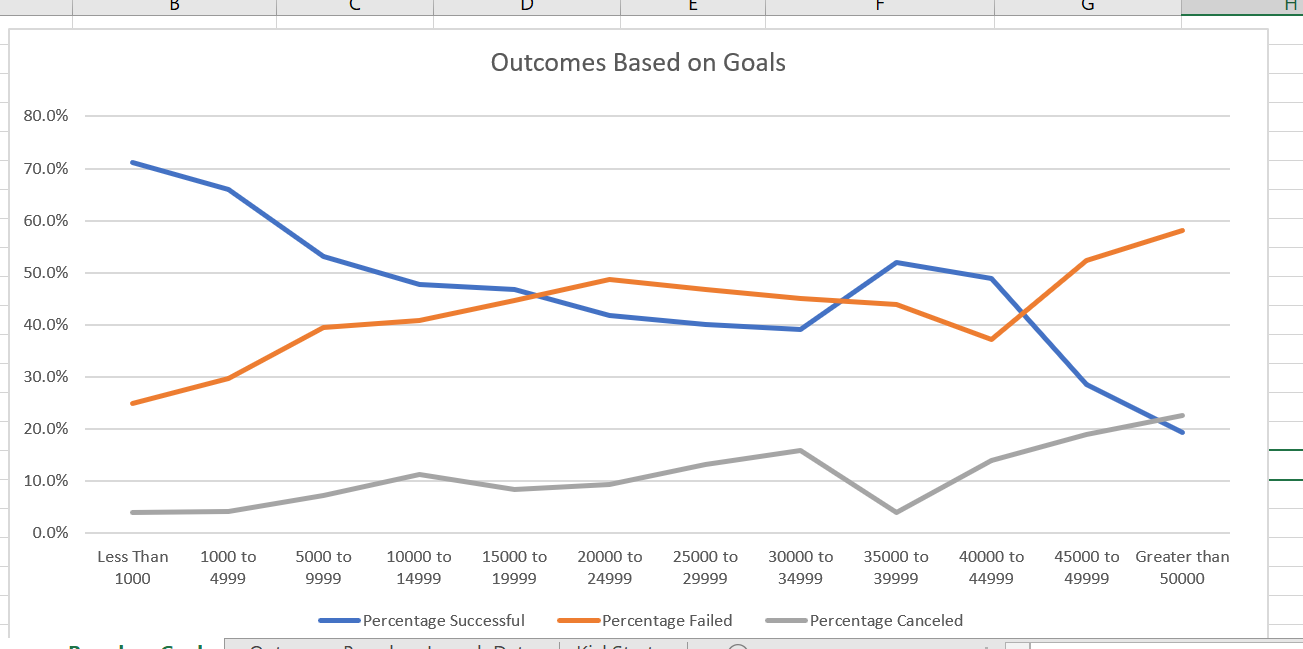 B C D E F G H
Outcomes Based on Goals
80.0%
70.0%
60.0%
50.0%
40.0%
30.0%
20.0%
10.0%
0.0%
Less Than 1000 to 5000 to 10000 to 15000 to 20000 to 25000 to 30000 to 35000 to 40000 to 45000 to Greater than
1000 4999 9999 14999 19999 24999 29999 34999 39999 44999 49999 50000
Percentage Successful Percentage Failed Percentage Canceled